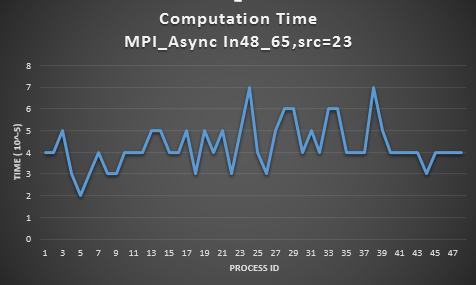 Computation Time
MPI_Async In48_65,src=23
8
7
6
5
4
3
2
1
0
TIME (10^-5)
1 3 5 7 9 11 13 15 17 19 21 23 25 27 29 31 33 35 37 39 41 43 45 47
PROCESS ID